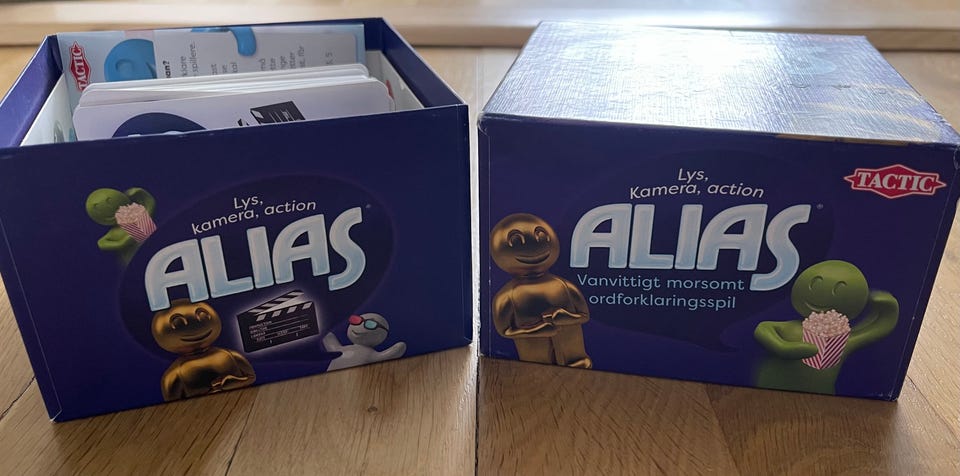 TACTIC
Lys,
kamera, action
ALIAS
Lys,
Kamera, action
TACTIC
ALIAS
Vanvittigt morsomt
ordforklaringsspil